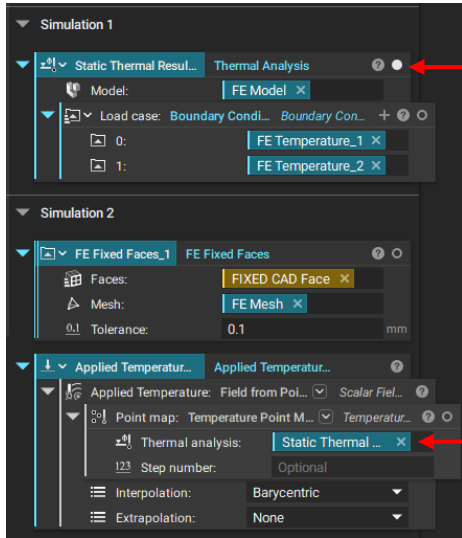 Simulation 1
Static Thermal Resul... Thermal Analysis
Model: FE Model
Load case: Boundary Condi... Boundary Con...
0: FE Temperature_1
1: FE Temperature_2
Simulation 2
FE Fixed Faces_1 FE Fixed Faces
Faces: FIXED CAD Face
Mesh: FE Mesh
0.1 Tolerance: 0.1 mm
Applied Temperatur... Applied Temperatur...
Applied Temperature: Field from Poi... Scalar Fiel...
Point map: Temperature Point M... Temperatur...
Thermal analysis: Static Thermal ...
123 Step number: Optional
Interpolation: Barycentric
Extrapolation: None